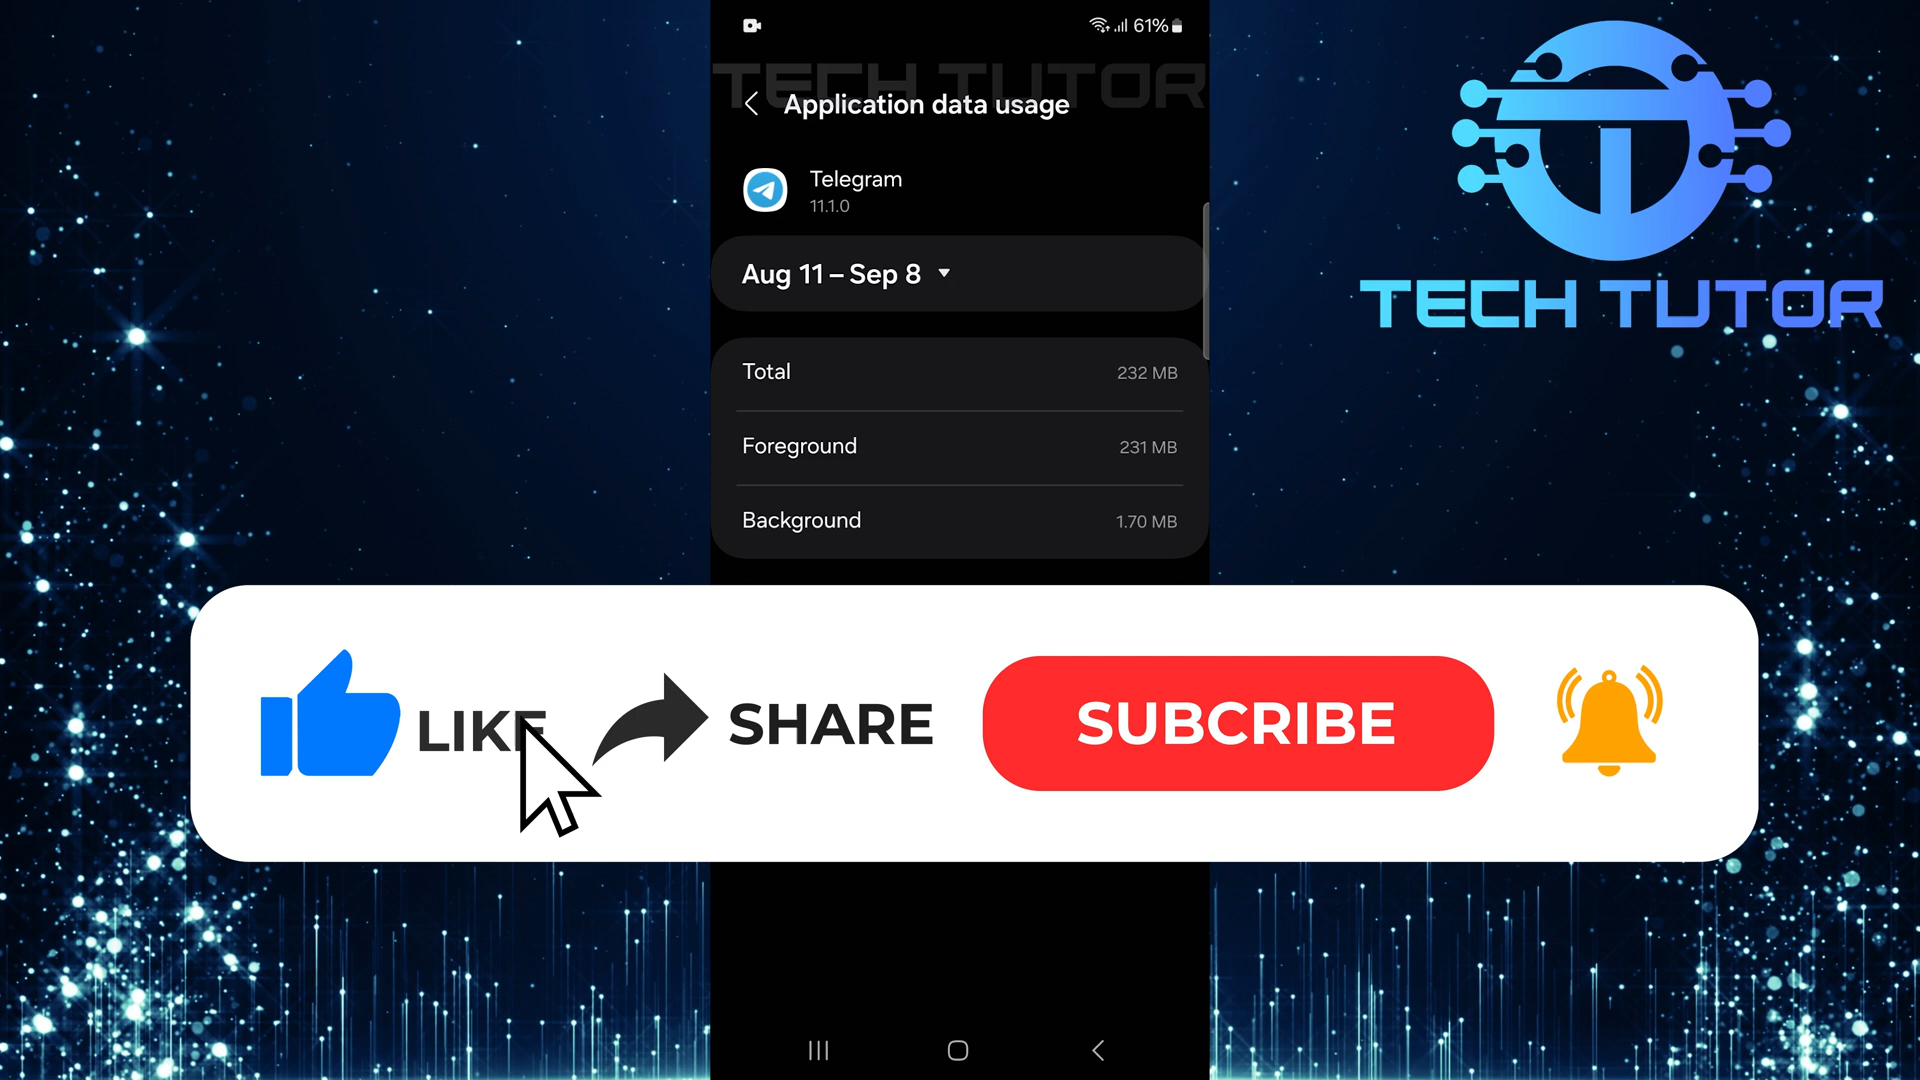 61%
TECH TUTOR
Application data usage
Telegram
11.1.0
Aug 11 – Sep 8
Total 232 MB
Foreground 231 MB
Background 1.70 MB
TECH TUTOR
LIKE SHARE SUBCRIBE